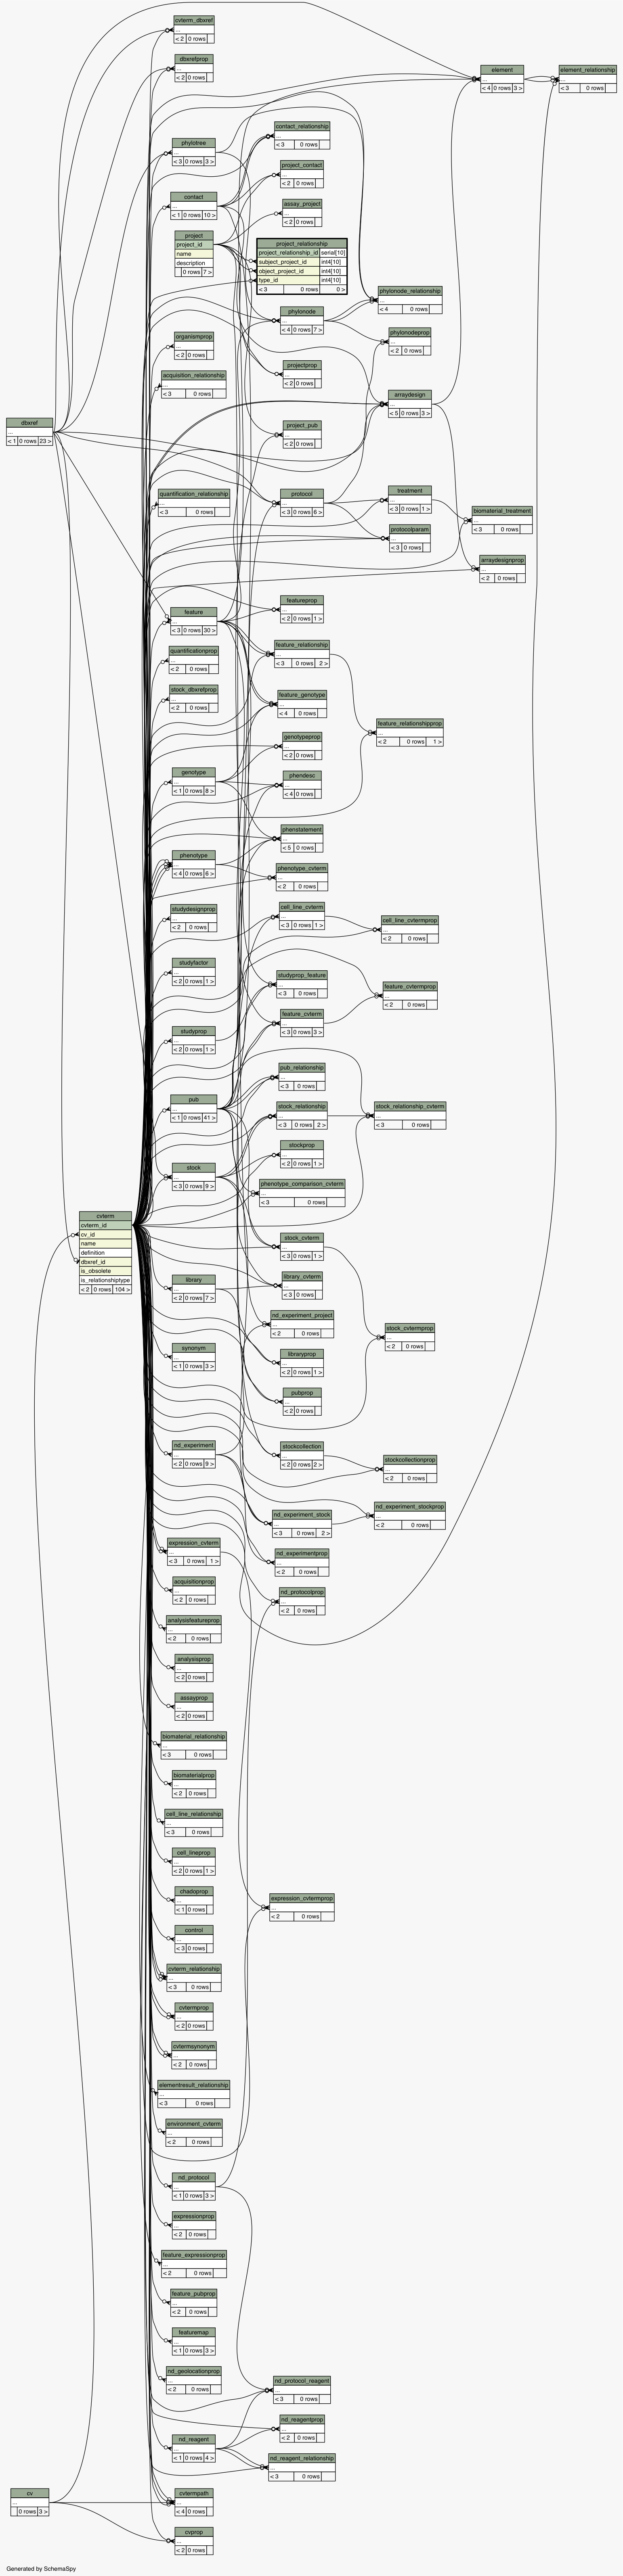 dbxref
...
< 1 0 rows 23 >
cv
...
0 rows 3 >
cvterm
cvterm_id
cv_id
name
definition
dbxref_id
is_obsolete
is_relationshiptype
< 2 0 rows 104 >
cvterm_dbxref
...
< 2 0 rows
dbxrefprop
...
< 2 0 rows
phylotree
...
< 3 0 rows 3 >
contact
...
< 1 0 rows 10 >
project
project_id
name
description
0 rows 7 >
organismprop
...
< 2 0 rows
acquisition_relationship
...
< 3 0 rows
quantification_relationship
...
< 3 0 rows
feature
...
< 3 0 rows 30 >
quantificationprop
...
< 2 0 rows
stock_dbxrefprop
...
< 2 0 rows
genotype
...
< 1 0 rows 8 >
phenotype
...
< 4 0 rows 6 >
studydesignprop
...
< 2 0 rows
studyfactor
...
< 2 0 rows 1 >
studyprop
...
< 2 0 rows 1 >
pub
...
< 1 0 rows 41 >
stock
...
< 3 0 rows 9 >
library
...
< 2 0 rows 7 >
synonym
...
< 1 0 rows 3 >
nd_experiment
...
< 2 0 rows 9 >
expression_cvterm
...
< 3 0 rows 1 >
acquisitionprop
...
< 2 0 rows
analysisfeatureprop
...
< 2 0 rows
analysisprop
...
< 2 0 rows
assayprop
...
< 2 0 rows
biomaterial_relationship
...
< 3 0 rows
biomaterialprop
...
< 2 0 rows
cell_line_relationship
...
< 3 0 rows
cell_lineprop
...
< 2 0 rows 1 >
chadoprop
...
< 1 0 rows
control
...
< 3 0 rows
cvterm_relationship
...
< 3 0 rows
cvtermprop
...
< 2 0 rows
cvtermsynonym
...
< 2 0 rows
elementresult_relationship
...
< 3 0 rows
environment_cvterm
...
< 2 0 rows
nd_protocol
...
< 1 0 rows 3 >
expressionprop
...
< 2 0 rows
feature_expressionprop
...
< 2 0 rows
feature_pubprop
...
< 2 0 rows
featuremap
...
< 1 0 rows 3 >
nd_geolocationprop
...
< 2 0 rows
nd_reagent
...
< 1 0 rows 4 >
cvtermpath
...
< 4 0 rows
cvprop
...
< 2 0 rows
contact_relationship
...
< 3 0 rows
project_contact
...
< 2 0 rows
assay_project
...
< 2 0 rows
project_relationship
project_relationship_id serial[10]
subject_project_id int4[10]
object_project_id int4[10]
type_id int4[10]
< 3 0 rows 0 >
phylonode
...
< 4 0 rows 7 >
projectprop
...
< 2 0 rows
project_pub
...
< 2 0 rows
protocol
...
< 3 0 rows 6 >
featureprop
...
< 2 0 rows 1 >
feature_relationship
...
< 3 0 rows 2 >
feature_genotype
...
< 4 0 rows
genotypeprop
...
< 2 0 rows
phendesc
...
< 4 0 rows
phenstatement
...
< 5 0 rows
phenotype_cvterm
...
< 2 0 rows
cell_line_cvterm
...
< 3 0 rows 1 >
studyprop_feature
...
< 3 0 rows
feature_cvterm
...
< 3 0 rows 3 >
pub_relationship
...
< 3 0 rows
stock_relationship
...
< 3 0 rows 2 >
stockprop
...
< 2 0 rows 1 >
phenotype_comparison_cvterm
...
< 3 0 rows
stock_cvterm
...
< 3 0 rows 1 >
library_cvterm
...
< 3 0 rows
nd_experiment_project
...
< 2 0 rows
libraryprop
...
< 2 0 rows 1 >
pubprop
...
< 2 0 rows
stockcollection
...
< 2 0 rows 2 >
nd_experiment_stock
...
< 3 0 rows 2 >
nd_experimentprop
...
< 2 0 rows
nd_protocolprop
...
< 2 0 rows
expression_cvtermprop
...
< 2 0 rows
nd_protocol_reagent
...
< 3 0 rows
nd_reagentprop
...
< 2 0 rows
nd_reagent_relationship
...
< 3 0 rows
phylonode_relationship
...
< 4 0 rows
phylonodeprop
...
< 2 0 rows
arraydesign
...
< 5 0 rows 3 >
treatment
...
< 3 0 rows 1 >
protocolparam
...
< 3 0 rows
feature_relationshipprop
...
< 2 0 rows 1 >
cell_line_cvtermprop
...
< 2 0 rows
feature_cvtermprop
...
< 2 0 rows
stock_relationship_cvterm
...
< 3 0 rows
stock_cvtermprop
...
< 2 0 rows
stockcollectionprop
...
< 2 0 rows
nd_experiment_stockprop
...
< 2 0 rows
element
...
< 4 0 rows 3 >
biomaterial_treatment
...
< 3 0 rows
arraydesignprop
...
< 2 0 rows
element_relationship
...
< 3 0 rows
Generated by SchemaSpy